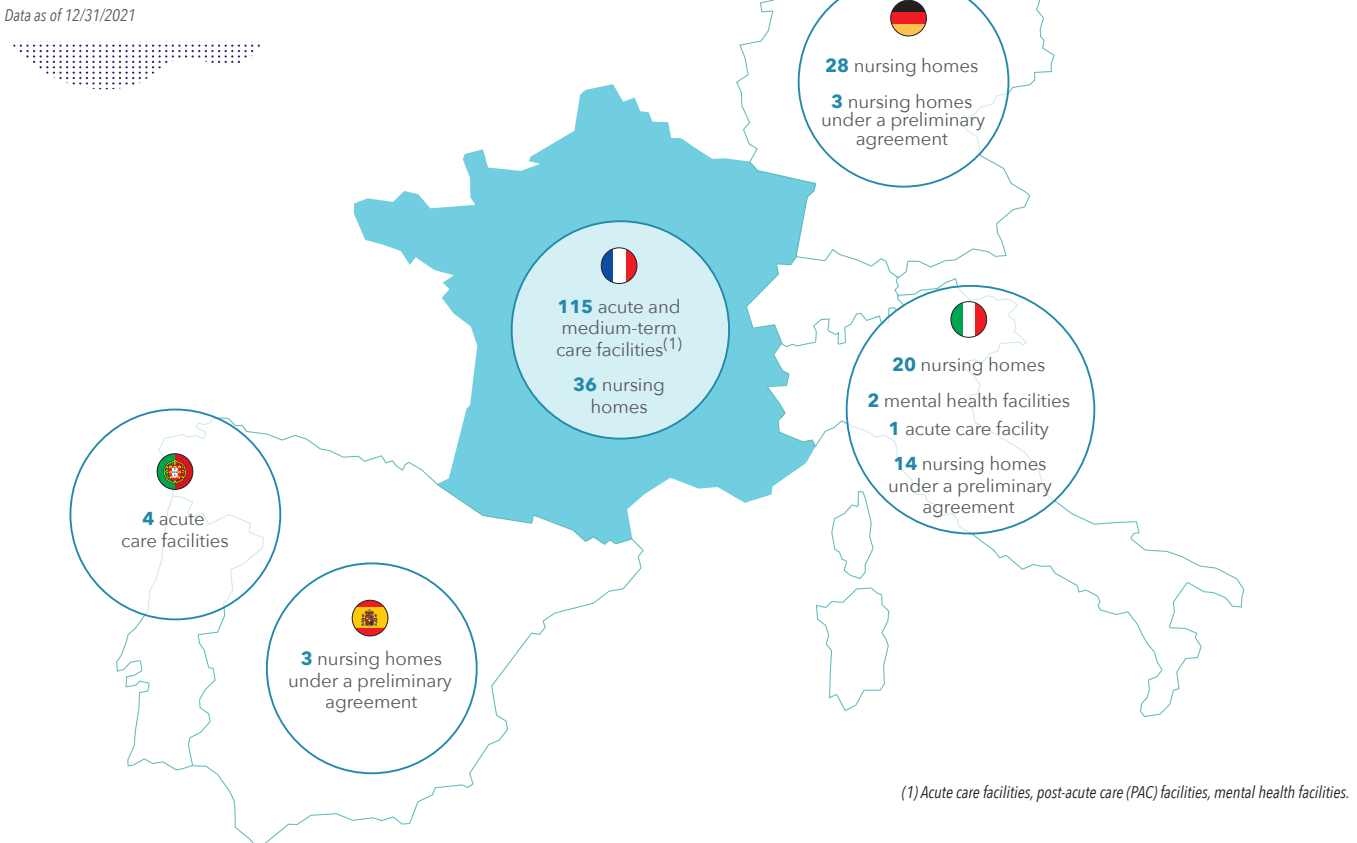 Data as of 12/31/2021
28 nursing homes
3 nursing homes
under a preliminary
agreement
115 acute and
medium-term
care facilities(1)
36 nursing
homes
20 nursing homes
2 mental health facilities
1 acute care facility
14 nursing homes
under a preliminary
agreement
4 acute
care facilities
3 nursing homes
under a preliminary
agreement
(1) Acute care facilities, post-acute care (PAC) facilities, mental health facilities.